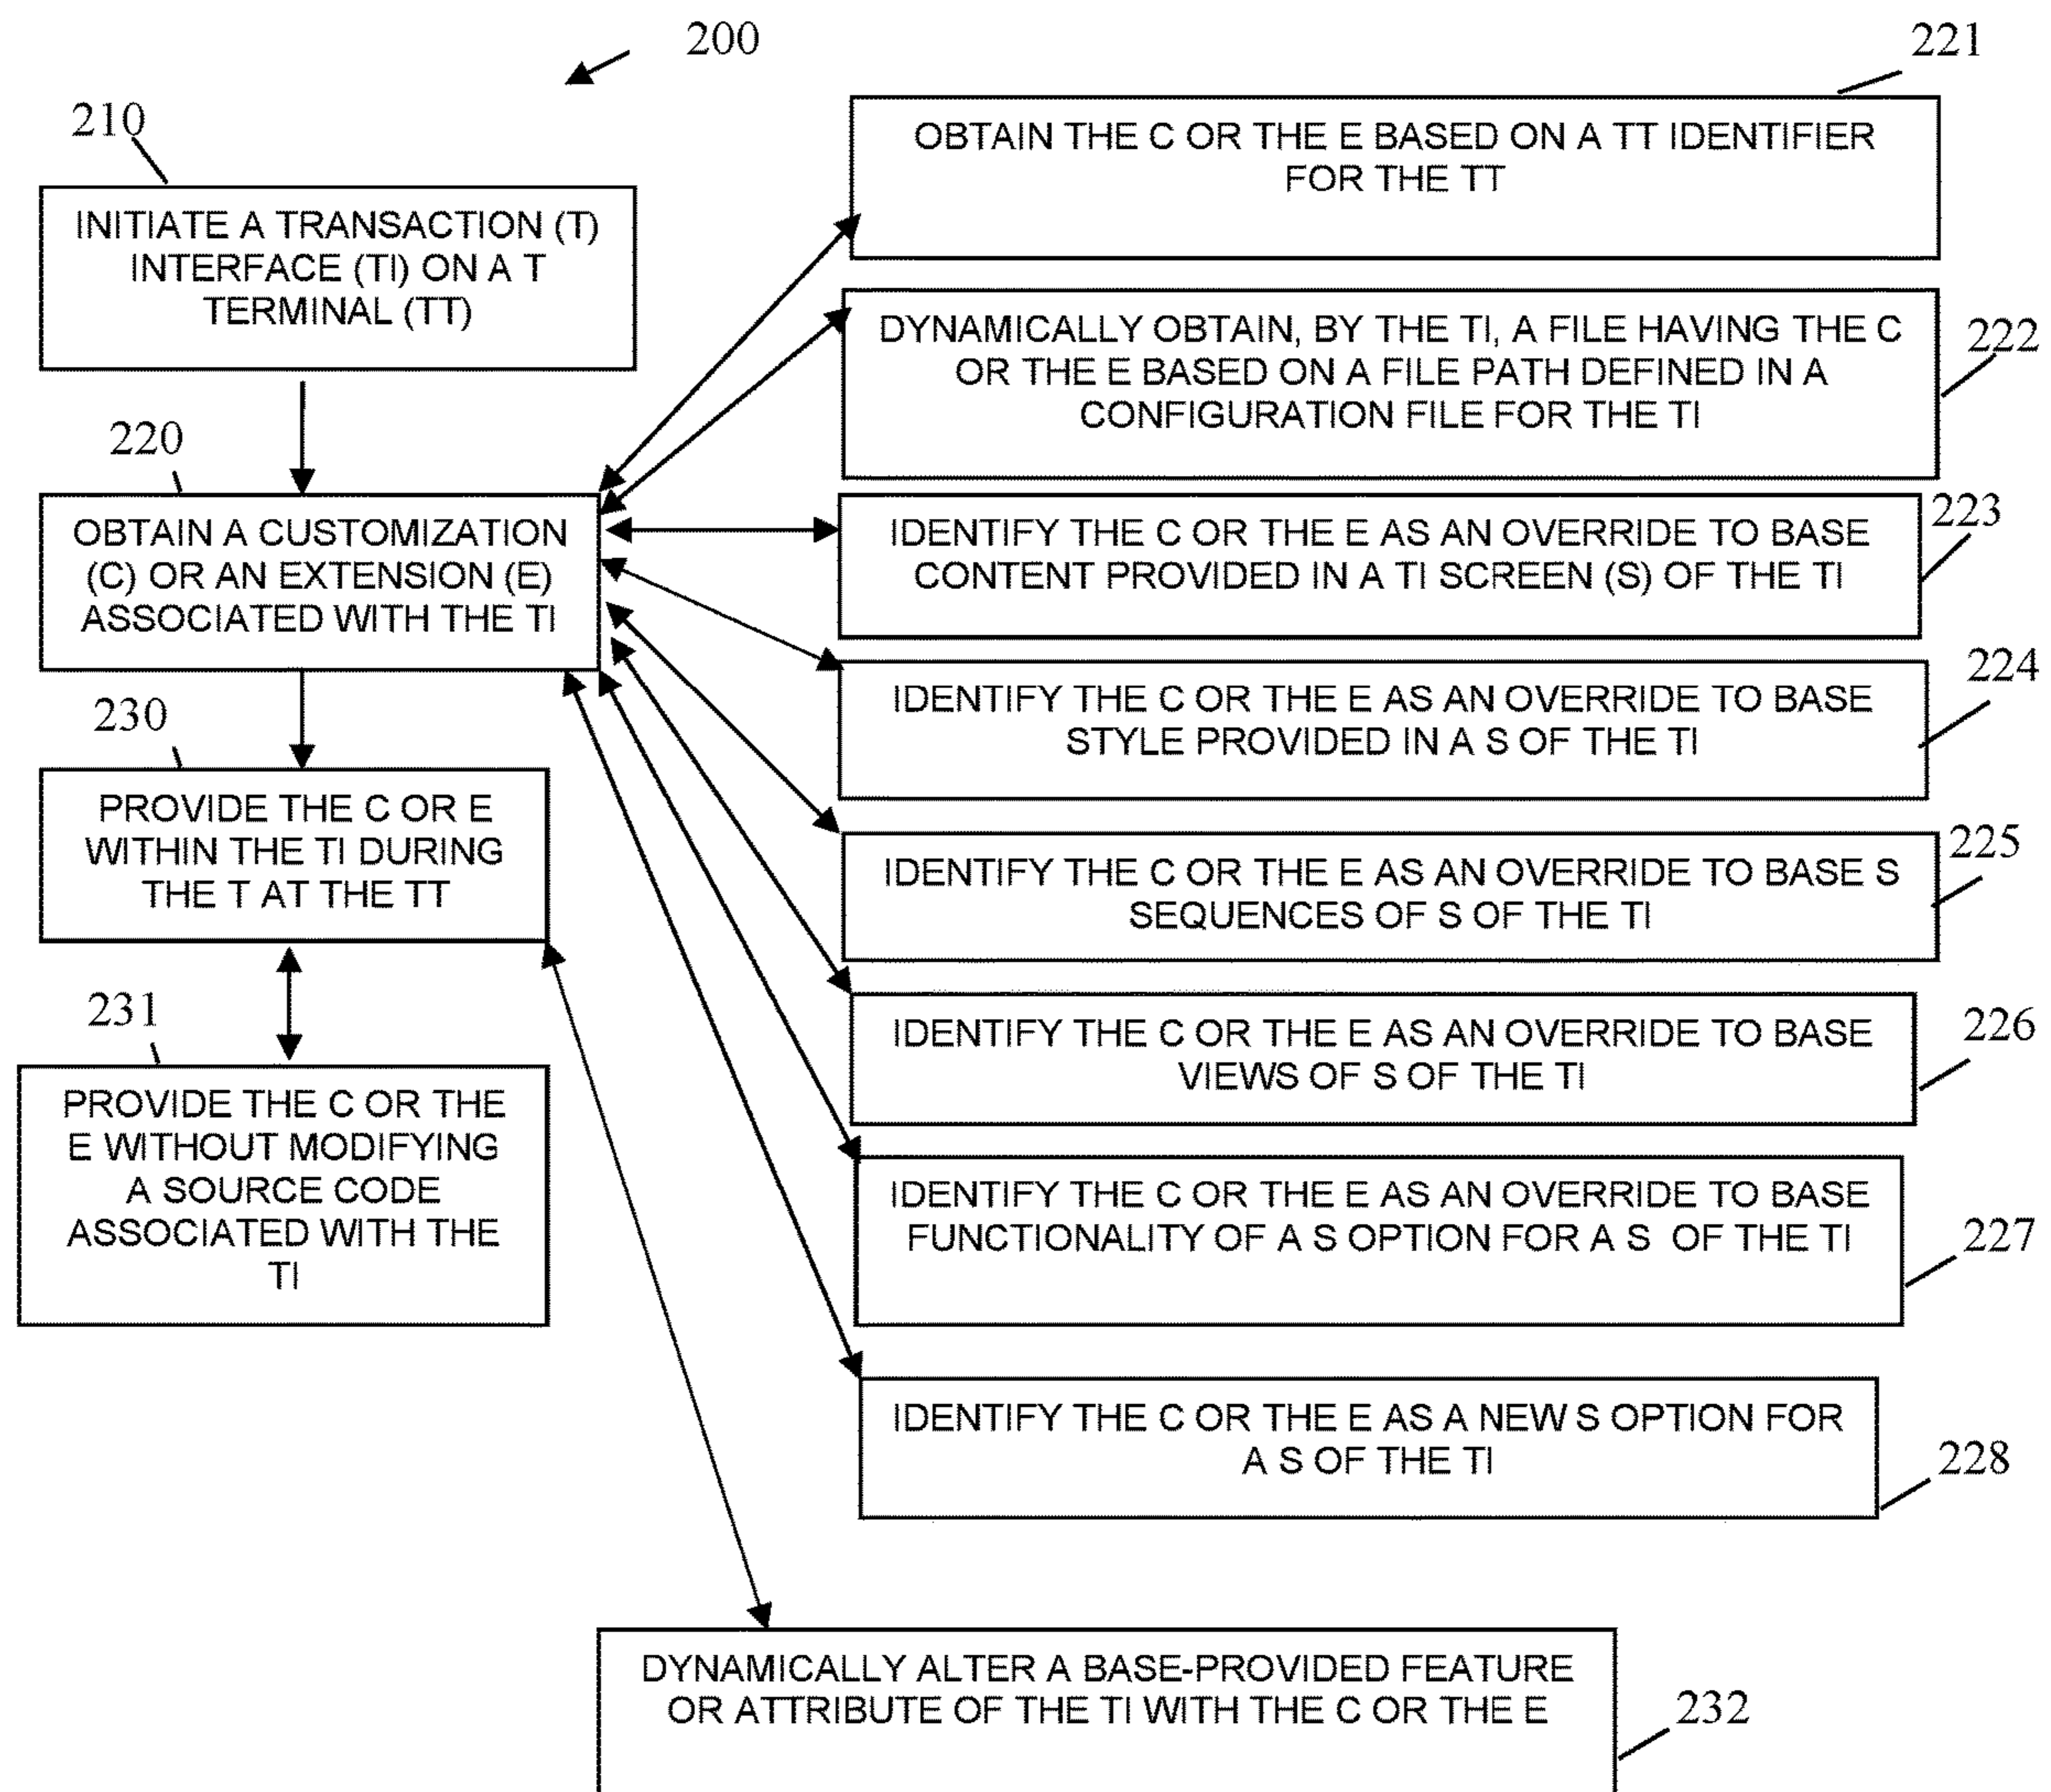 200
210
INITIATE A TRANSACTION (T)
INTERFACE (TI) ON A T
TERMINAL (TT)
220
OBTAIN A CUSTOMIZATION
(C) OR AN EXTENSION (E)
ASSOCIATED WITH THE TI
230
PROVIDE THE C OR E
WITHIN THE TI DURING
THE T AT THE TT
231
PROVIDE THE C OR THE
E WITHOUT MODIFYING
A SOURCE CODE
ASSOCIATED WITH THE
TI
221
OBTAIN THE C OR THE E BASED ON A TT IDENTIFIER
FOR THE TT
222
DYNAMICALLY OBTAIN, BY THE TI, A FILE HAVING THE C
OR THE E BASED ON A FILE PATH DEFINED IN A
CONFIGURATION FILE FOR THE TI
223
IDENTIFY THE C OR THE E AS AN OVERRIDE TO BASE
CONTENT PROVIDED IN A TI SCREEN (S) OF THE TI
224
IDENTIFY THE C OR THE E AS AN OVERRIDE TO BASE
STYLE PROVIDED IN A S OF THE TI
225
IDENTIFY THE C OR THE E AS AN OVERRIDE TO BASE S
SEQUENCES OF S OF THE TI
226
IDENTIFY THE C OR THE E AS AN OVERRIDE TO BASE
VIEWS OF S OF THE TI
227
IDENTIFY THE C OR THE E AS AN OVERRIDE TO BASE
FUNCTIONALITY OF A S OPTION FOR A S OF THE TI
228
IDENTIFY THE C OR THE E AS A NEW S OPTION FOR
A S OF THE TI
232
DYNAMICALLY ALTER A BASE-PROVIDED FEATURE
OR ATTRIBUTE OF THE TI WITH THE C OR THE E